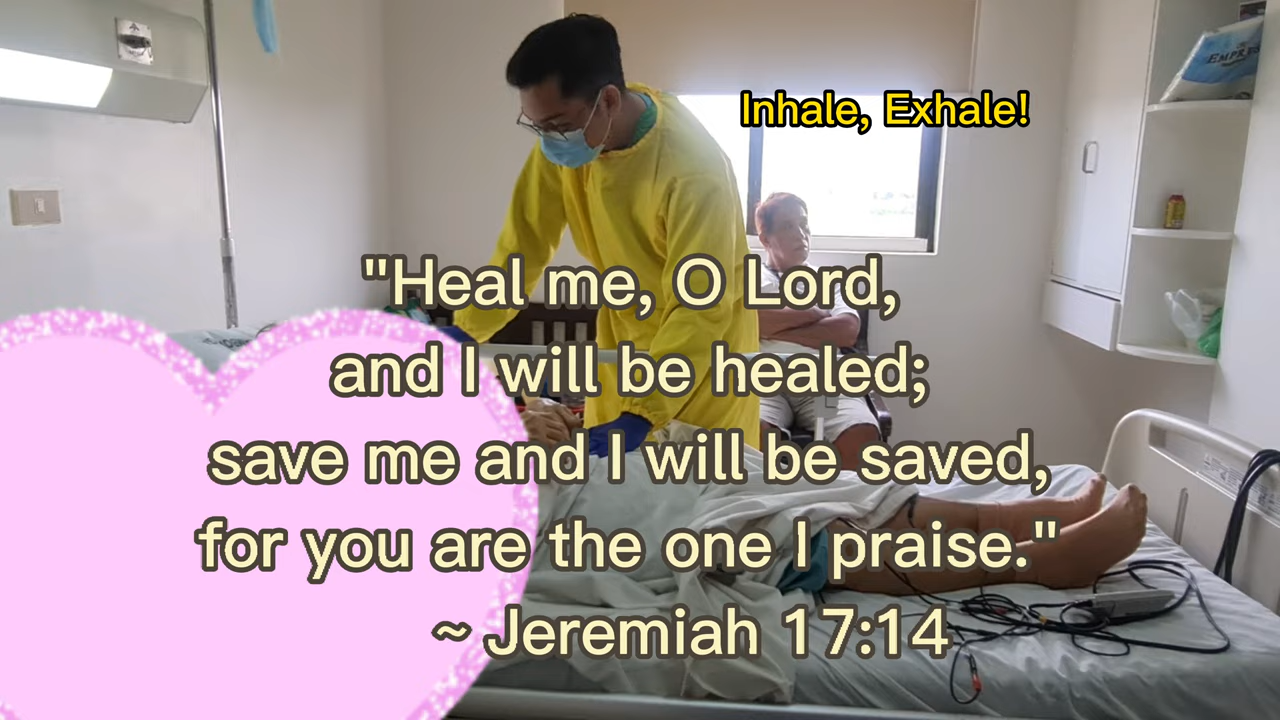 Inhale, Exhale!
EMPRESS
"Heal me, O Lord,
and I will be healed;
save me and I will be saved,
for you are the one I praise."
~ Jeremiah 17:14